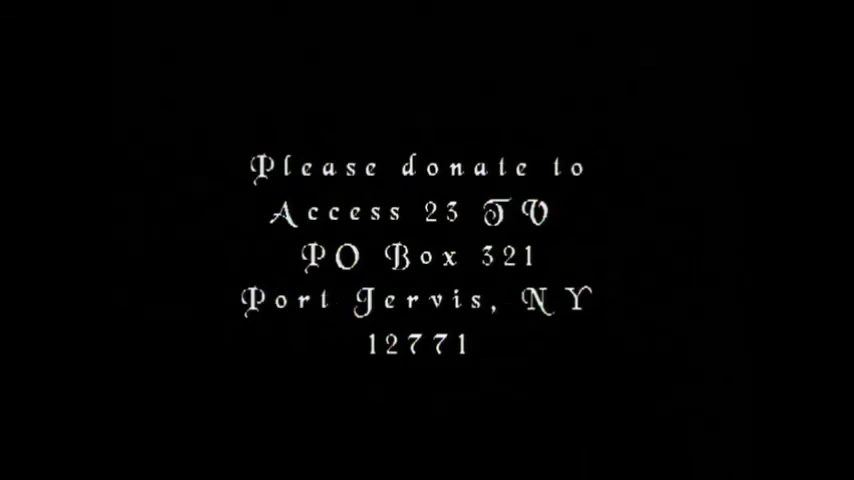 Please donate to
Access 23 TV
PO Box 321
Port Jervis, NY
12771